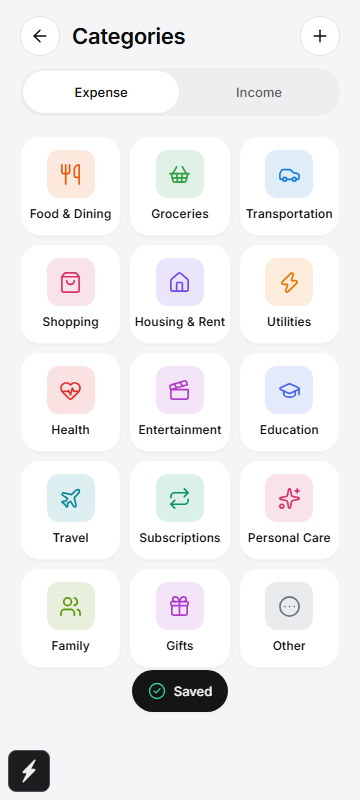 Categories
Expense
Income
Food & Dining
Groceries
Transportation
Shopping
Housing & Rent
Utilities
Health
Entertainment
Education
Travel
Subscriptions
Personal Care
Family
Gifts
Other
Saved